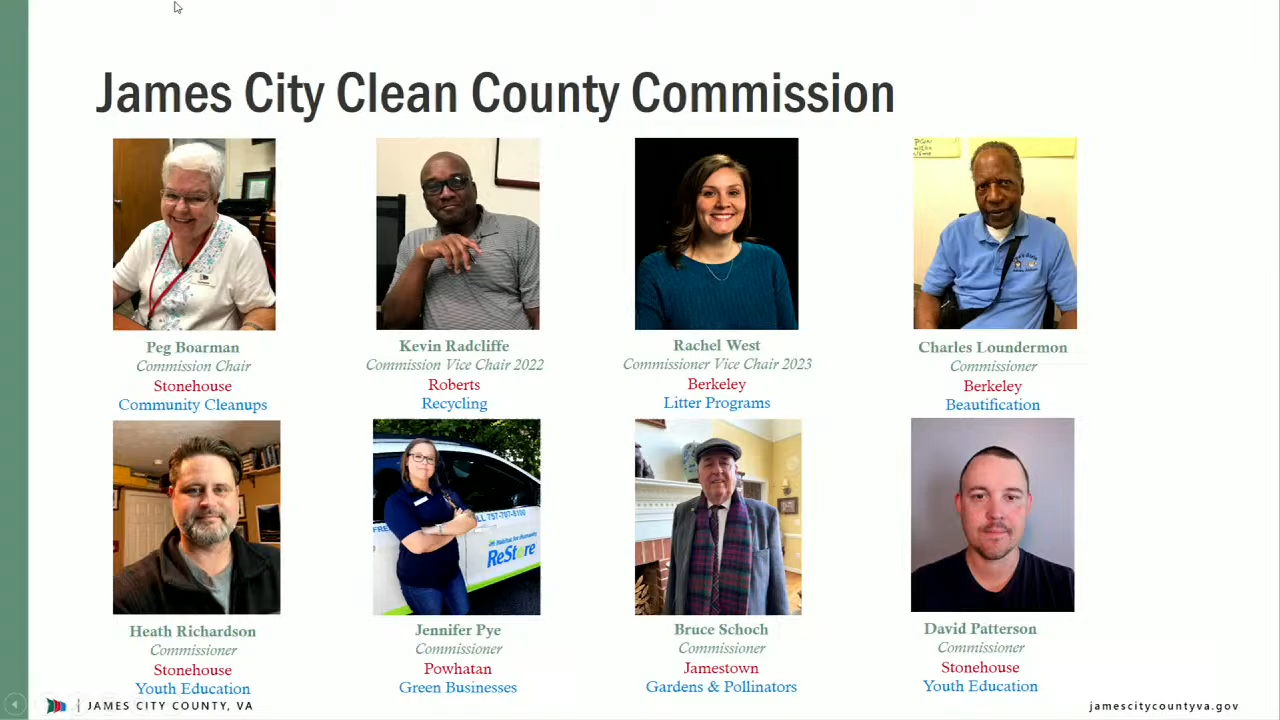 James City Clean County Commission
Peg Boarman
Commission Chair
Stonehouse
Community Cleanups
Kevin Radcliffe
Commission Vice Chair 2022
Roberts
Recycling
Rachel West
Commissioner Vice Chair 2023
Berkeley
Litter Programs
Charles Loundermon
Commissioner
Berkeley
Beautification
Habitat for Humanity
ReStore
Heath Richardson
Commissioner
Stonehouse
Youth Education
Jennifer Pye
Commissioner
Powhatan
Green Businesses
Bruce Schoch
Commissioner
Jamestown
Gardens & Pollinators
David Patterson
Commissioner
Stonehouse
Youth Education
JAMES CITY COUNTY, VA
jamescitycountyva.gov